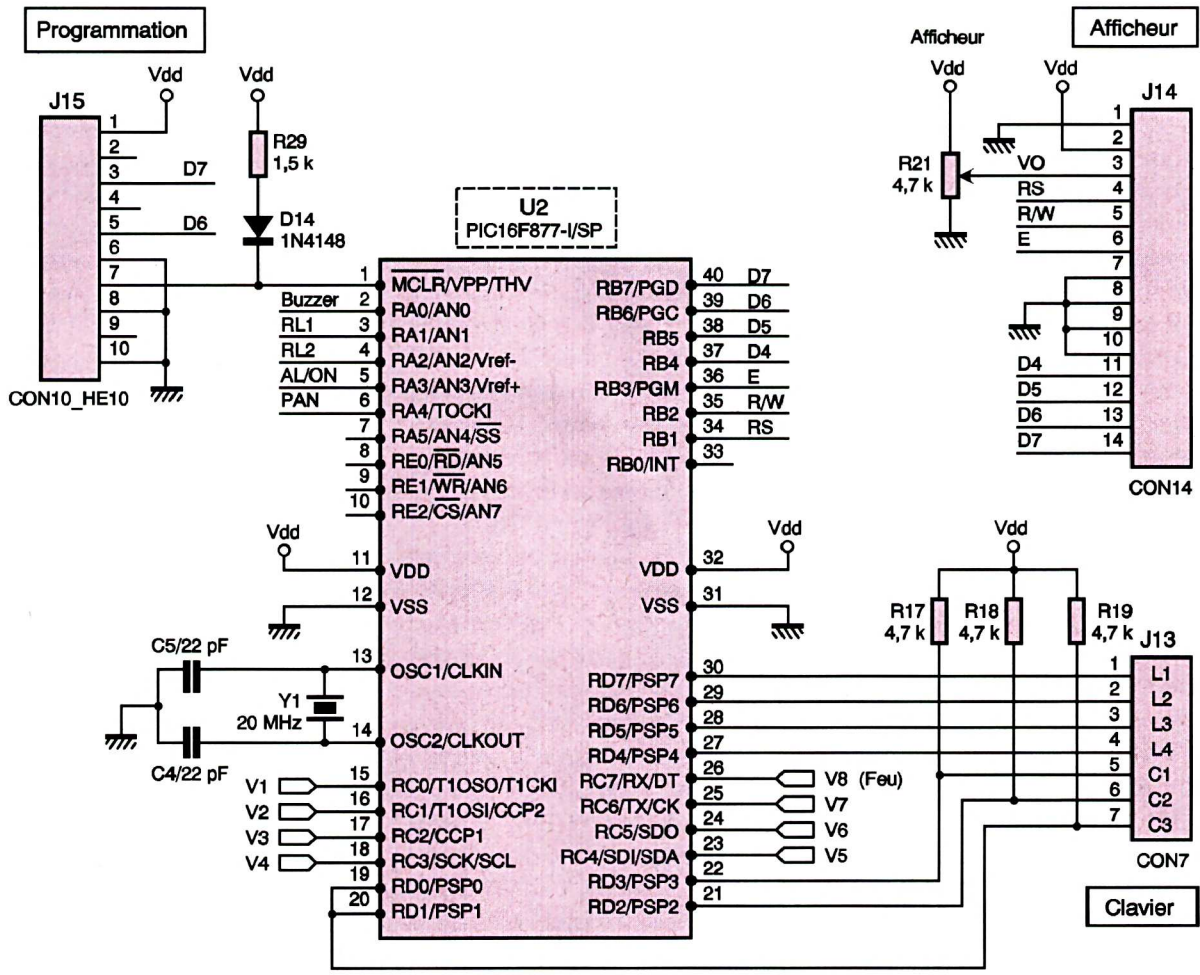 Programmation
Vdd
Vdd
J15
1
2
3
4
5
6
7
8
9
10
D7
D6
CON10_HE10
R29
1,5 k
D14
1N4148
Afficheur
Afficheur
Vdd
Vdd
R21
4,7 k
J14
1
2
VO 3
RS 4
R/W 5
E 6
7
8
9
10
D4 11
D5 12
D6 13
D7 14
CON14
U2
PIC16F877-I/SP
1 MCLR/VPP/THV
Buzzer 2 RA0/AN0
RL1 3 RA1/AN1
RL2 4 RA2/AN2/Vref-
AL/ON 5 RA3/AN3/Vref+
PAN 6 RA4/TOCKI
7 RA5/AN4/SS
8 RE0/RD/AN5
9 RE1/WR/AN6
10 RE2/CS/AN7
Vdd
11 VDD
12 VSS
C5/22 pF
13 OSC1/CLKIN
Y1
20 MHz
14 OSC2/CLKOUT
C4/22 pF
V1 15 RC0/T1OSO/T1CKI
V2 16 RC1/T1OSI/CCP2
V3 17 RC2/CCP1
V4 18 RC3/SCK/SCL
19 RD0/PSP0
20 RD1/PSP1
RB7/PGD 40 D7
RB6/PGC 39 D6
RB5 38 D5
RB4 37 D4
RB3/PGM 36 E
RB2 35 R/W
RB1 34 RS
RB0/INT 33
Vdd
VDD 32
VSS 31
RD7/PSP7 30
RD6/PSP6 29
RD5/PSP5 28
RD4/PSP4 27
RC7/RX/DT 26 V8 (Feu)
RC6/TX/CK 25 V7
RC5/SDO 24 V6
RC4/SDI/SDA 23 V5
RD3/PSP3 22
RD2/PSP2 21
Vdd
R17
4,7 k
R18
4,7 k
R19
4,7 k
J13
1 L1
2 L2
3 L3
4 L4
5 C1
6 C2
7 C3
CON7
Clavier